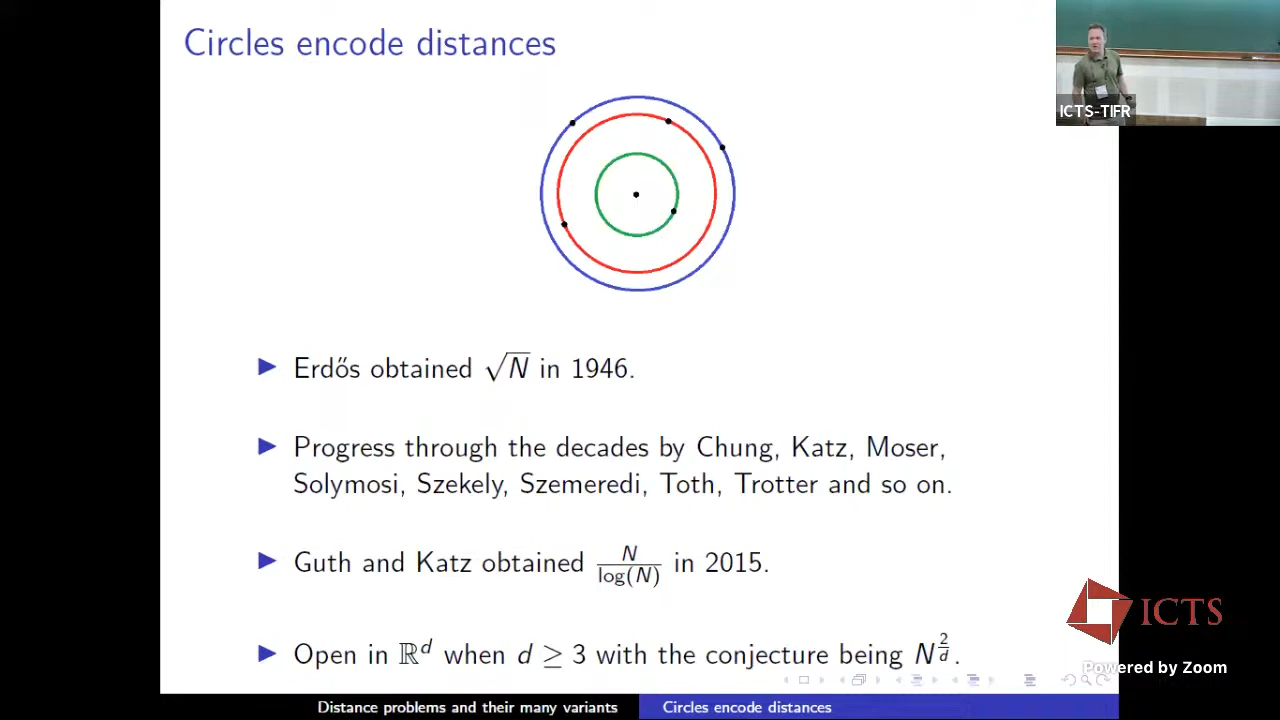 Circles encode distances
ICTS-TIFR
▶ Erdős obtained √N in 1946.
▶ Progress through the decades by Chung, Katz, Moser,
Solymosi, Szekely, Szemeredi, Toth, Trotter and so on.
▶ Guth and Katz obtained N/log(N) in 2015.
▶ Open in ℝ^d when d ≥ 3 with the conjecture being N^(2/d).
ICTS
Powered by Zoom
Distance problems and their many variants
Circles encode distances